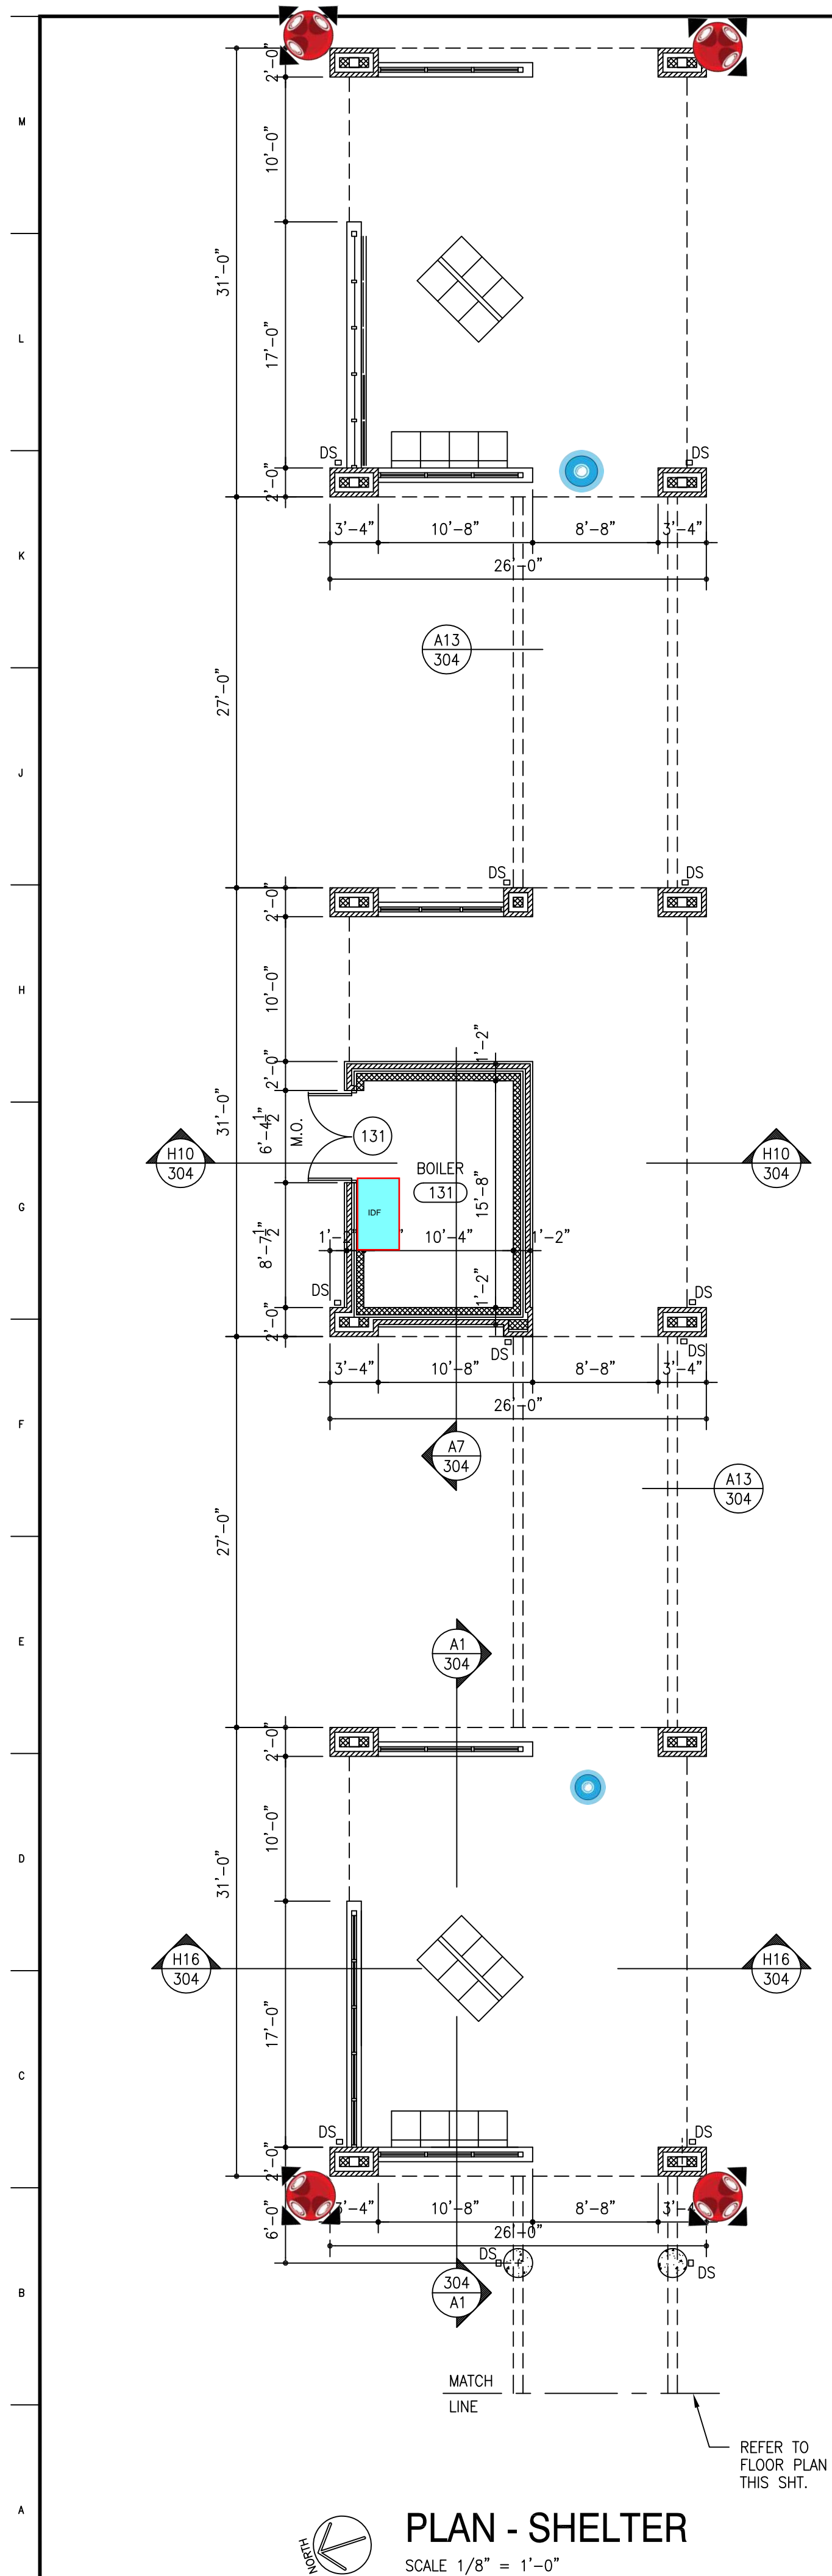 M
2'-0"
10'-0"
31'-0"
L
17'-0"
DS
DS
2'-0"
3'-4"
10'-8"
8'-8"
3'-4"
K
26'-0"
A13
304
27'-0"
J
DS
DS
2'-0"
H
10'-0"
1'-2"
2'-0"
31'-0"
6'-4 1/2"
M.O.
131
H10
304
H10
304
BOILER
131
15'-8"
G
IDF
8'-7 1/2"
1'-2"
10'-4"
1'-2"
1'-2"
DS
DS
2'-0"
DS
DS
3'-4"
10'-8"
8'-8"
3'-4"
26'-0"
F
A7
304
A13
304
27'-0"
E
A1
304
2'-0"
10'-0"
D
31'-0"
H16
304
H16
304
17'-0"
C
DS
DS
2'-0"
6'-0"
3'-4"
10'-8"
8'-8"
26'-0"
DS
DS
B
304
A1
MATCH
LINE
REFER TO
FLOOR PLAN
THIS SHT.
A
NORTH
PLAN - SHELTER
SCALE 1/8" = 1'-0"